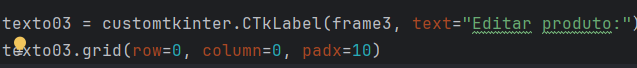 texto03 = customtkinter.CTkLabel(frame3, text="Editar produto:")
texto03.grid(row=0, column=0, padx=10)